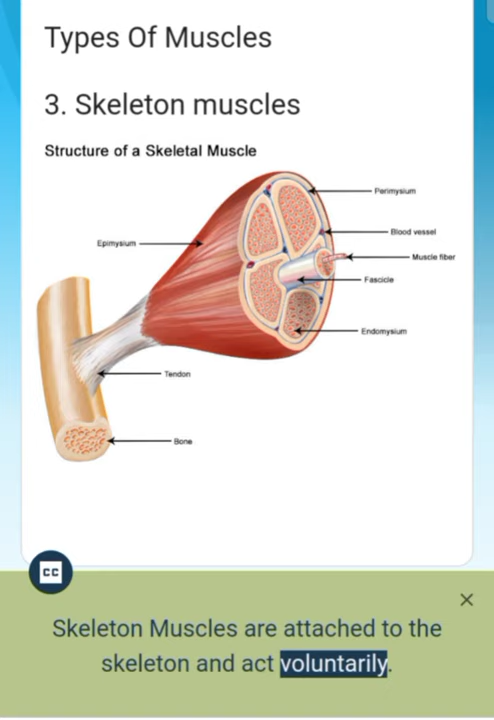 Types Of Muscles
3. Skeleton muscles
Structure of a Skeletal Muscle
Perimysium
Blood vessel
Epimysium
Muscle fiber
Fascicle
Endomysium
Tendon
Bone
CC
Skeleton Muscles are attached to the
skeleton and act voluntarily.